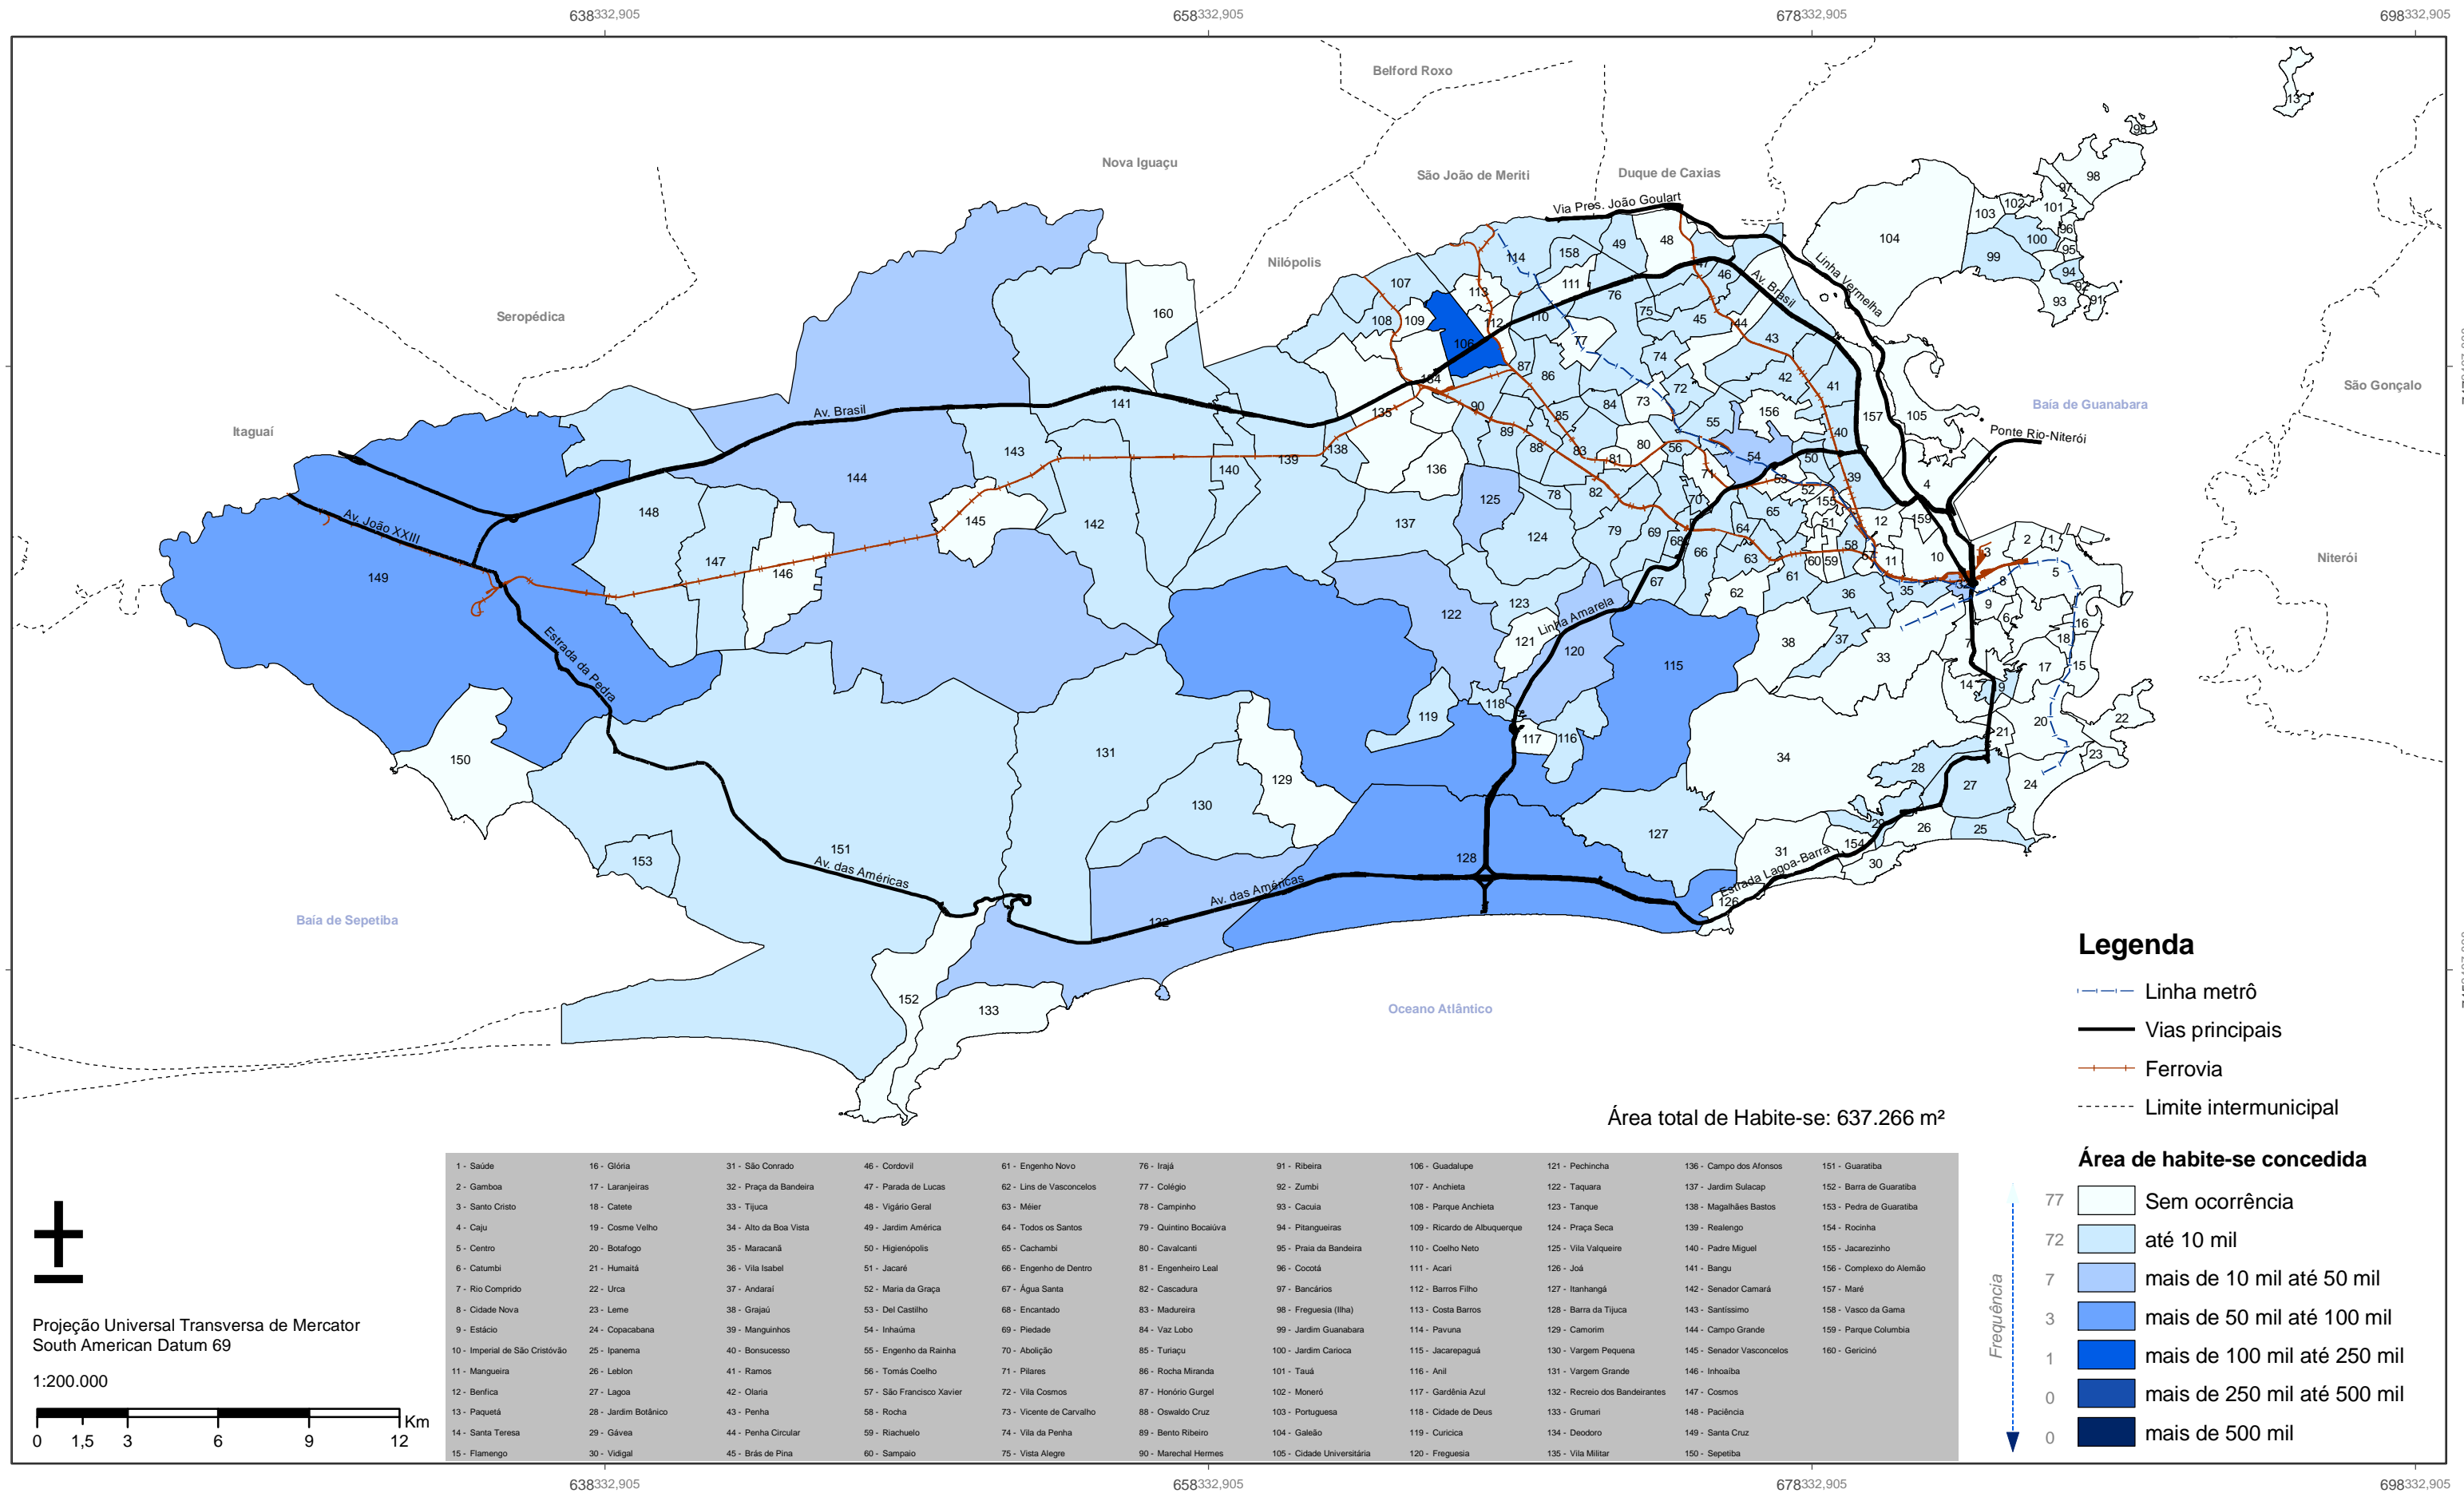 638332,905
658332,905
678332,905
698332,905
Belford Roxo
Nova Iguaçu
São João de Meriti
Duque de Caxias
Nilópolis
Seropédica
Itaguaí
São Gonçalo
Niterói
Baía de Guanabara
Baía de Sepetiba
Oceano Atlântico
Via Pres. João Goulart
Linha Vermelha
Av. Brasil
Av. Brasil
Ponte Rio-Niterói
Av. João XXIII
Estrada da Pedra
Linha Amarela
Av. das Américas
Av. das Américas
Estrada Lagoa-Barra
Legenda
Linha metrô
Vias principais
Ferrovia
Limite intermunicipal
Área total de Habite-se: 637.266 m²
Área de habite-se concedida
Frequência
77 Sem ocorrência
72 até 10 mil
7 mais de 10 mil até 50 mil
3 mais de 50 mil até 100 mil
1 mais de 100 mil até 250 mil
0 mais de 250 mil até 500 mil
0 mais de 500 mil
Projeção Universal Transversa de Mercator
South American Datum 69
1:200.000
Km
0 1,5 3 6 9 12
1 - Saúde
2 - Gamboa
3 - Santo Cristo
4 - Caju
5 - Centro
6 - Catumbi
7 - Rio Comprido
8 - Cidade Nova
9 - Estácio
10 - Imperial de São Cristóvão
11 - Mangueira
12 - Benfica
13 - Paquetá
14 - Santa Teresa
15 - Flamengo
16 - Glória
17 - Laranjeiras
18 - Catete
19 - Cosme Velho
20 - Botafogo
21 - Humaitá
22 - Urca
23 - Leme
24 - Copacabana
25 - Ipanema
26 - Leblon
27 - Lagoa
28 - Jardim Botânico
29 - Gávea
30 - Vidigal
31 - São Conrado
32 - Praça da Bandeira
33 - Tijuca
34 - Alto da Boa Vista
35 - Maracanã
36 - Vila Isabel
37 - Andaraí
38 - Grajaú
39 - Manguinhos
40 - Bonsucesso
41 - Ramos
42 - Olaria
43 - Penha
44 - Penha Circular
45 - Brás de Pina
46 - Cordovil
47 - Parada de Lucas
48 - Vigário Geral
49 - Jardim América
50 - Higienópolis
51 - Jacaré
52 - Maria da Graça
53 - Del Castilho
54 - Inhaúma
55 - Engenho da Rainha
56 - Tomás Coelho
57 - São Francisco Xavier
58 - Rocha
59 - Riachuelo
60 - Sampaio
61 - Engenho Novo
62 - Lins de Vasconcelos
63 - Méier
64 - Todos os Santos
65 - Cachambi
66 - Engenho de Dentro
67 - Água Santa
68 - Encantado
69 - Piedade
70 - Abolição
71 - Pilares
72 - Vila Cosmos
73 - Vicente de Carvalho
74 - Vila da Penha
75 - Vista Alegre
76 - Irajá
77 - Colégio
78 - Campinho
79 - Quintino Bocaiúva
80 - Cavalcanti
81 - Engenheiro Leal
82 - Cascadura
83 - Madureira
84 - Vaz Lobo
85 - Turiaçu
86 - Rocha Miranda
87 - Honório Gurgel
88 - Oswaldo Cruz
89 - Bento Ribeiro
90 - Marechal Hermes
91 - Ribeira
92 - Zumbi
93 - Cacuia
94 - Pitangueiras
95 - Praia da Bandeira
96 - Cocotá
97 - Bancários
98 - Freguesia (Ilha)
99 - Jardim Guanabara
100 - Jardim Carioca
101 - Tauá
102 - Moneró
103 - Portuguesa
104 - Galeão
105 - Cidade Universitária
106 - Guadalupe
107 - Anchieta
108 - Parque Anchieta
109 - Ricardo de Albuquerque
110 - Coelho Neto
111 - Acari
112 - Barros Filho
113 - Costa Barros
114 - Pavuna
115 - Jacarepaguá
116 - Anil
117 - Gardênia Azul
118 - Cidade de Deus
119 - Curicica
120 - Freguesia
121 - Pechincha
122 - Taquara
123 - Tanque
124 - Praça Seca
125 - Vila Valqueire
126 - Joá
127 - Itanhangá
128 - Barra da Tijuca
129 - Camorim
130 - Vargem Pequena
131 - Vargem Grande
132 - Recreio dos Bandeirantes
133 - Grumari
134 - Deodoro
135 - Vila Militar
136 - Campo dos Afonsos
137 - Jardim Sulacap
138 - Magalhães Bastos
139 - Realengo
140 - Padre Miguel
141 - Bangu
142 - Senador Camará
143 - Santíssimo
144 - Campo Grande
145 - Senador Vasconcelos
146 - Inhoaíba
147 - Cosmos
148 - Paciência
149 - Santa Cruz
150 - Sepetiba
151 - Guaratiba
152 - Barra de Guaratiba
153 - Pedra de Guaratiba
154 - Rocinha
155 - Jacarezinho
156 - Complexo do Alemão
157 - Maré
158 - Vasco da Gama
159 - Parque Columbia
160 - Gericinó
638332,905
658332,905
678332,905
698332,905